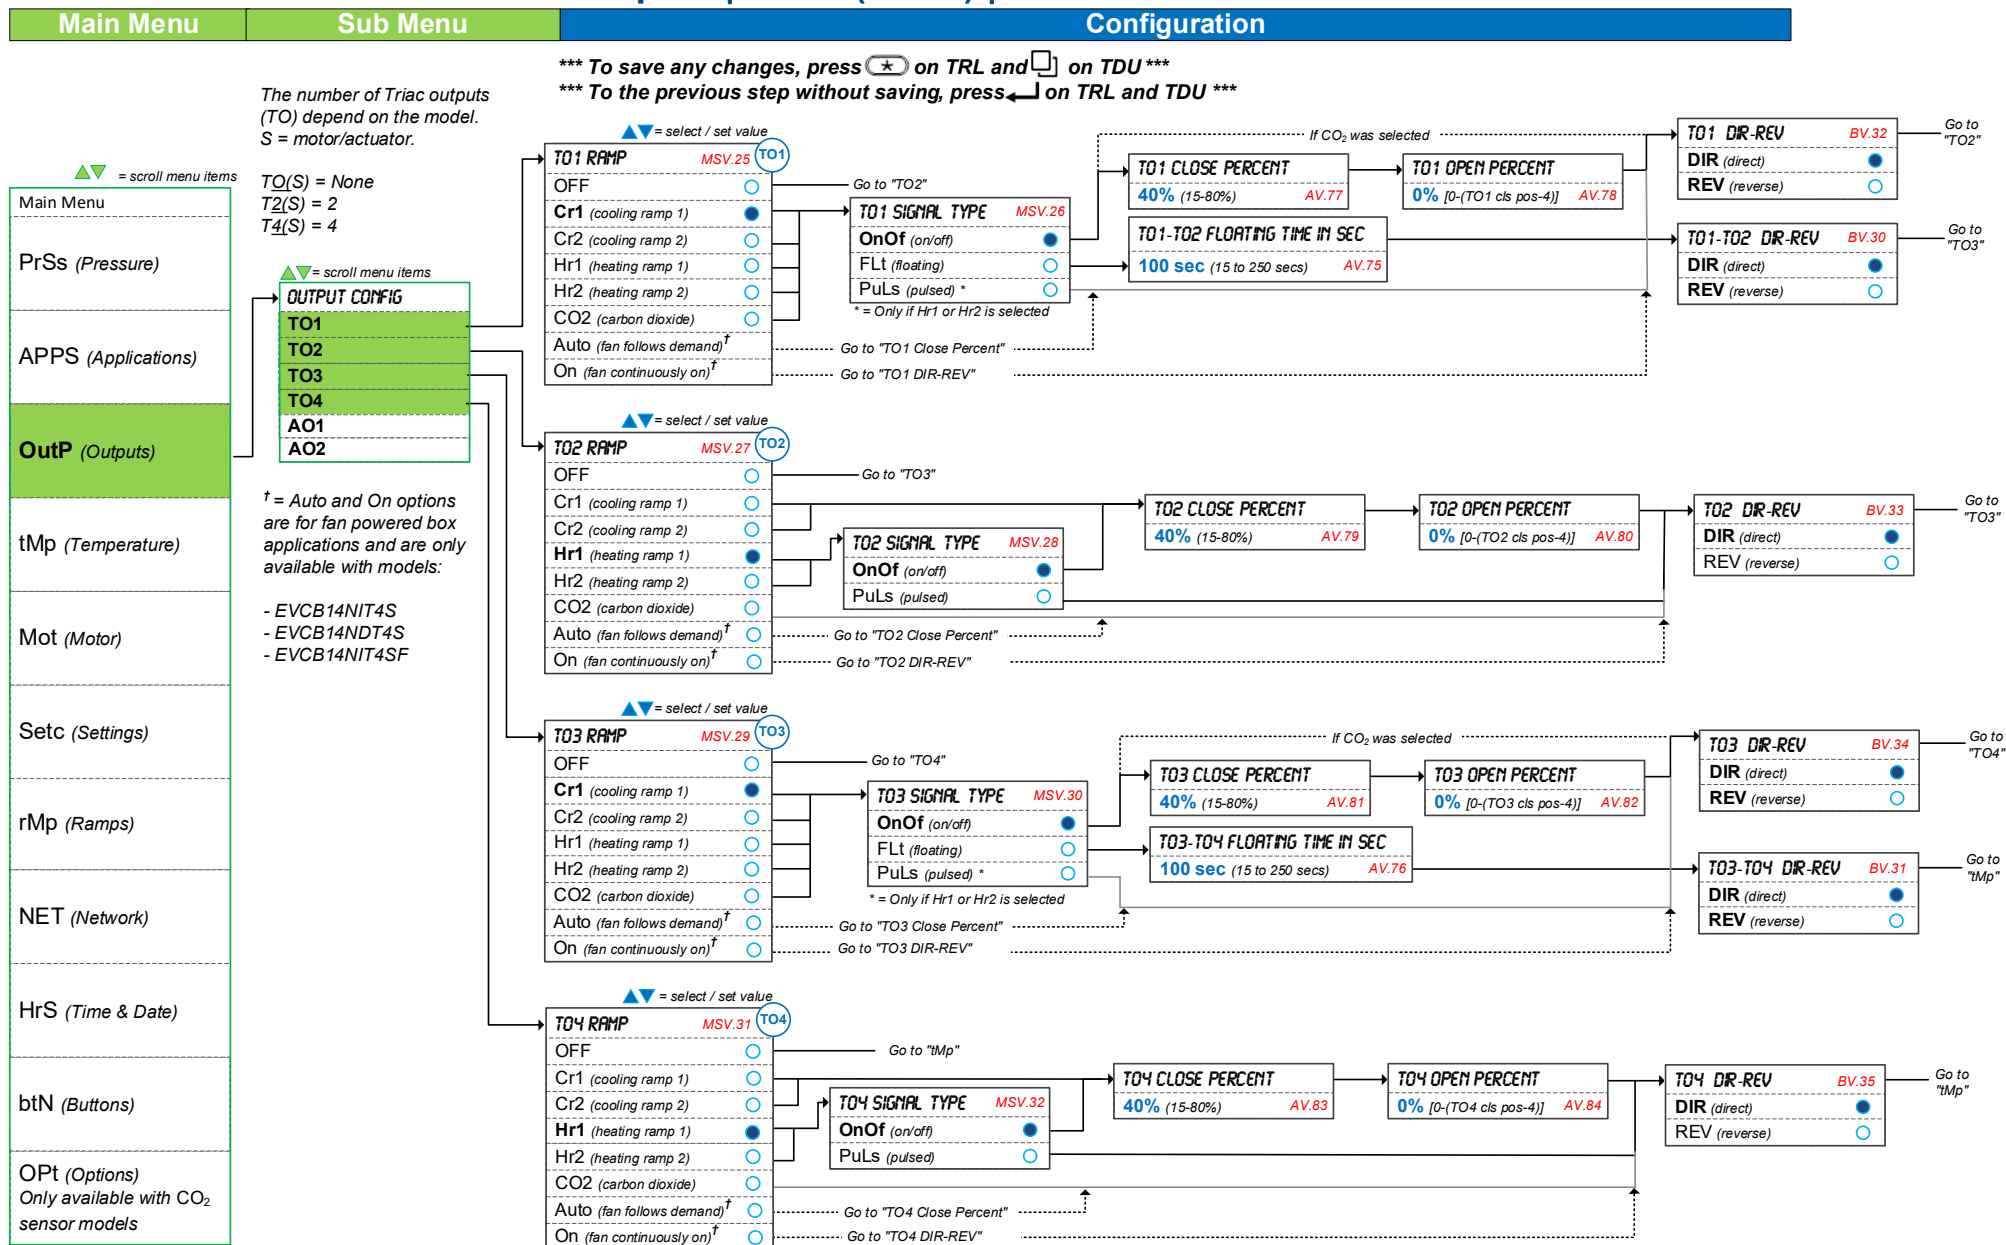 Main Menu
Sub Menu
Configuration
*** To save any changes, press * on TRL and on TDU ***
*** To the previous step without saving, press on TRL and TDU ***
The number of Triac outputs
(TO) depend on the model.
S = motor/actuator.
TO(S) = None
T2(S) = 2
T4(S) = 4
= scroll menu items
Main Menu
PrSs (Pressure)
APPS (Applications)
OutP (Outputs)
tMp (Temperature)
Mot (Motor)
Setc (Settings)
rMp (Ramps)
NET (Network)
HrS (Time & Date)
btN (Buttons)
OPt (Options)
Only available with CO2
sensor models
= scroll menu items
OUTPUT CONFIG
TO1
TO2
TO3
TO4
AO1
AO2
† = Auto and On options
are for fan powered box
applications and are only
available with models:
- EVCB14NIT4S
- EVCB14NDT4S
- EVCB14NIT4SF
= select / set value
TO1 RAMP MSV.25 TO1
OFF
Cr1 (cooling ramp 1)
Cr2 (cooling ramp 2)
Hr1 (heating ramp 1)
Hr2 (heating ramp 2)
CO2 (carbon dioxide)
Auto (fan follows demand)†
On (fan continuously on)†
Go to "TO2"
TO1 SIGNAL TYPE MSV.26
OnOf (on/off)
FLt (floating)
PuLs (pulsed) *
* = Only if Hr1 or Hr2 is selected
Go to "TO1 Close Percent"
Go to "TO1 DIR-REV"
If CO2 was selected
TO1 CLOSE PERCENT
40% (15-80%) AV.77
TO1 OPEN PERCENT
0% [0-(TO1 cls pos-4)] AV.78
TO1-TO2 FLOATING TIME IN SEC
100 sec (15 to 250 secs) AV.75
TO1 DIR-REV BV.32
DIR (direct)
REV (reverse)
Go to
"TO2"
TO1-TO2 DIR-REV BV.30
DIR (direct)
REV (reverse)
Go to
"TO3"
= select / set value
TO2 RAMP MSV.27 TO2
OFF
Cr1 (cooling ramp 1)
Cr2 (cooling ramp 2)
Hr1 (heating ramp 1)
Hr2 (heating ramp 2)
CO2 (carbon dioxide)
Auto (fan follows demand)†
On (fan continuously on)†
Go to "TO3"
TO2 SIGNAL TYPE MSV.28
OnOf (on/off)
PuLs (pulsed)
Go to "TO2 Close Percent"
Go to "TO2 DIR-REV"
TO2 CLOSE PERCENT
40% (15-80%) AV.79
TO2 OPEN PERCENT
0% [0-(TO2 cls pos-4)] AV.80
TO2 DIR-REV BV.33
DIR (direct)
REV (reverse)
Go to
"TO3"
= select / set value
TO3 RAMP MSV.29 TO3
OFF
Cr1 (cooling ramp 1)
Cr2 (cooling ramp 2)
Hr1 (heating ramp 1)
Hr2 (heating ramp 2)
CO2 (carbon dioxide)
Auto (fan follows demand)†
On (fan continuously on)†
Go to "TO4"
TO3 SIGNAL TYPE MSV.30
OnOf (on/off)
FLt (floating)
PuLs (pulsed) *
* = Only if Hr1 or Hr2 is selected
Go to "TO3 Close Percent"
Go to "TO3 DIR-REV"
If CO2 was selected
TO3 CLOSE PERCENT
40% (15-80%) AV.81
TO3 OPEN PERCENT
0% [0-(TO3 cls pos-4)] AV.82
TO3-TO4 FLOATING TIME IN SEC
100 sec (15 to 250 secs) AV.76
TO3 DIR-REV BV.34
DIR (direct)
REV (reverse)
Go to
"TO4"
TO3-TO4 DIR-REV BV.31
DIR (direct)
REV (reverse)
Go to
"tMp"
= select / set value
TO4 RAMP MSV.31 TO4
OFF
Cr1 (cooling ramp 1)
Cr2 (cooling ramp 2)
Hr1 (heating ramp 1)
Hr2 (heating ramp 2)
CO2 (carbon dioxide)
Auto (fan follows demand)†
On (fan continuously on)†
Go to "tMp"
TO4 SIGNAL TYPE MSV.32
OnOf (on/off)
PuLs (pulsed)
Go to "TO4 Close Percent"
Go to "TO4 DIR-REV"
TO4 CLOSE PERCENT
40% (15-80%) AV.83
TO4 OPEN PERCENT
0% [0-(TO4 cls pos-4)] AV.84
TO4 DIR-REV BV.35
DIR (direct)
REV (reverse)
Go to
"tMp"